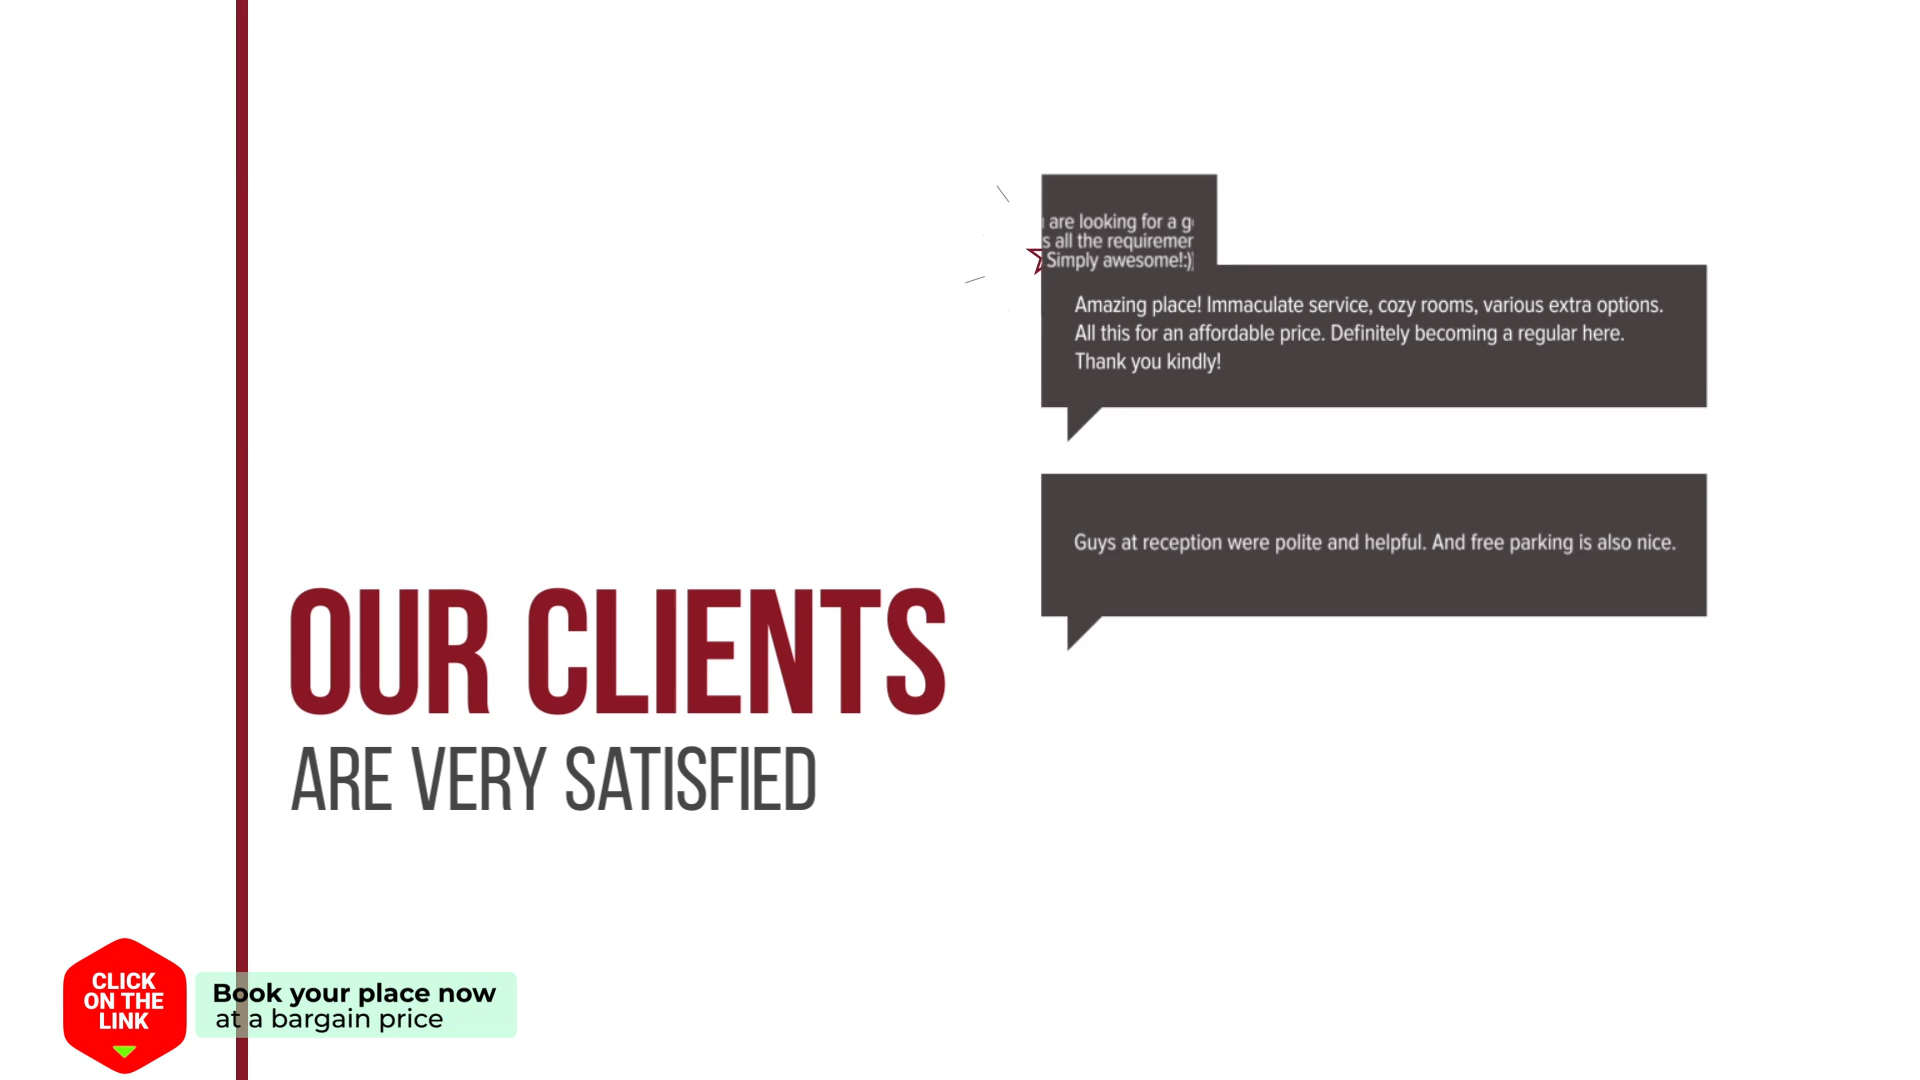 are looking for a
all the
Simply awesome!:)
Amazing place! Immaculate service, cozy rooms, various extra options.
All this for an affordable price. Definitely becoming a regular here.
Thank you kindly!
Guys at reception were polite and helpful. And free parking is also nice.
OUR CLIENTS
ARE VERY SATISFIED
CLICK
ON THE
LINK
Book your place now
at a bargain price